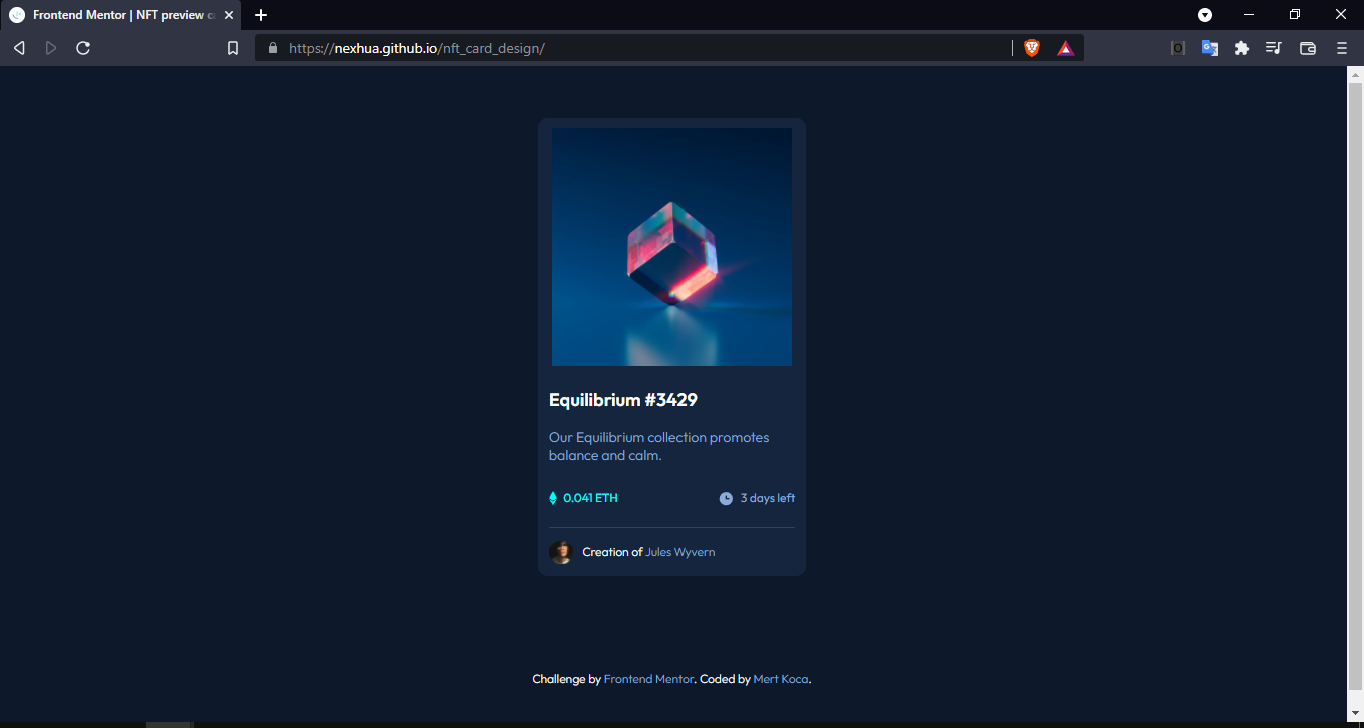 Frontend Mentor | NFT preview c
https://nexhua.github.io/nft_card_design/
Equilibrium #3429
Our Equilibrium collection promotes
balance and calm.
0.041 ETH
3 days left
Creation of Jules Wyvern
Challenge by Frontend Mentor. Coded by Mert Koca.